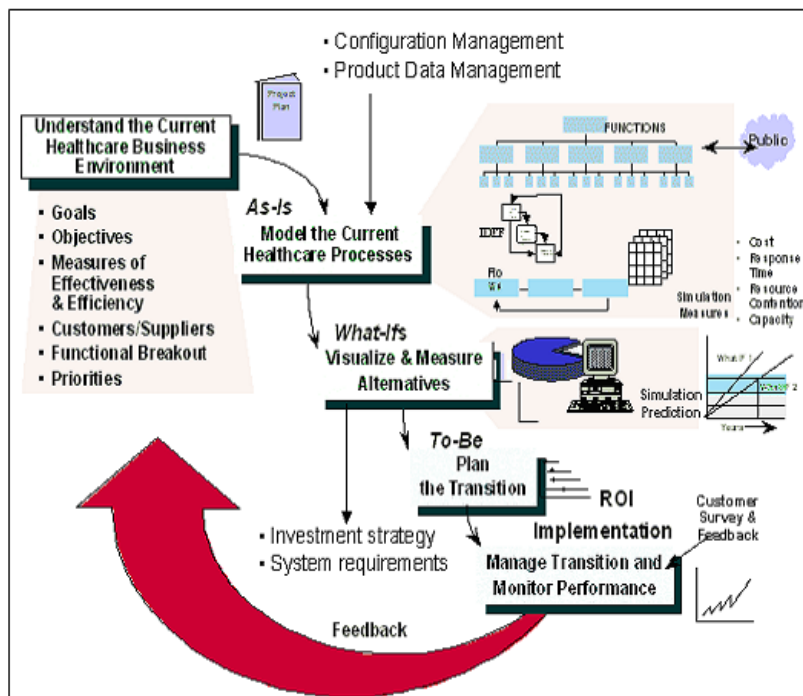 ▪ Configuration Management
▪ Product Data Management
Project
Plan
Understand the Current
Healthcare Business
Environment
▪ Goals
▪ Objectives
▪ Measures of
Effectiveness
& Efficiency
▪ Customers/Suppliers
▪ Functional Breakout
▪ Priorities
As-Is
Model the Current
Healthcare Processes
FUNCTIONS
Public
IDEF
Simulation
Measures
▪ Cost
▪ Response
Time
▪ Resource
Contention
▪ Capacity
What-Ifs
Visualize & Measure
Alternatives
Simulation
Prediction
What If 1
What If 2
Years
To-Be
Plan
the Transition
ROI
Implementation
▪ Investment strategy
▪ System requirements
Customer
Survey &
Feedback
Manage Transition and
Monitor Performance
Feedback